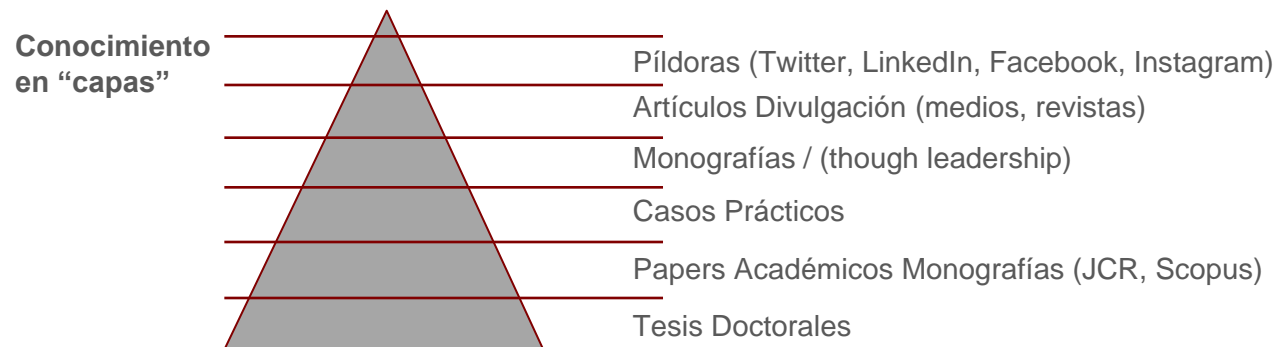 Conocimiento
en “capas”
Píldoras (Twitter, LinkedIn, Facebook, Instagram)
Artículos Divulgación (medios, revistas)
Monografías / (though leadership)
Casos Prácticos
Papers Académicos Monografías (JCR, Scopus)
Tesis Doctorales